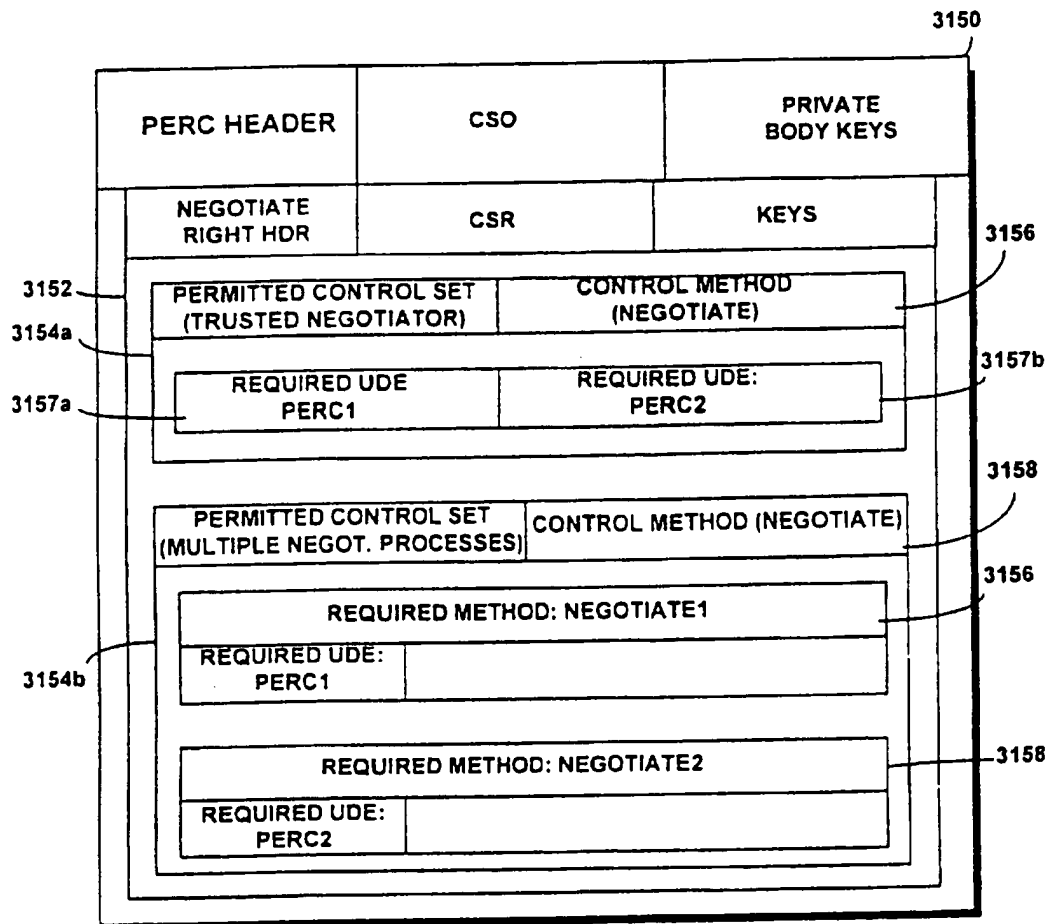 3150
PERC HEADER
CSO
PRIVATE
BODY KEYS
NEGOTIATE
RIGHT HDR
CSR
KEYS
3156
3152
PERMITTED CONTROL SET
(TRUSTED NEGOTIATOR)
CONTROL METHOD
(NEGOTIATE)
3154a
3157b
REQUIRED UDE
PERC1
REQUIRED UDE:
PERC2
3157a
3158
PERMITTED CONTROL SET
(MULTIPLE NEGOT. PROCESSES)
CONTROL METHOD (NEGOTIATE)
3156
REQUIRED METHOD: NEGOTIATE1
REQUIRED UDE:
PERC1
3154b
REQUIRED METHOD: NEGOTIATE2
3158
REQUIRED UDE:
PERC2